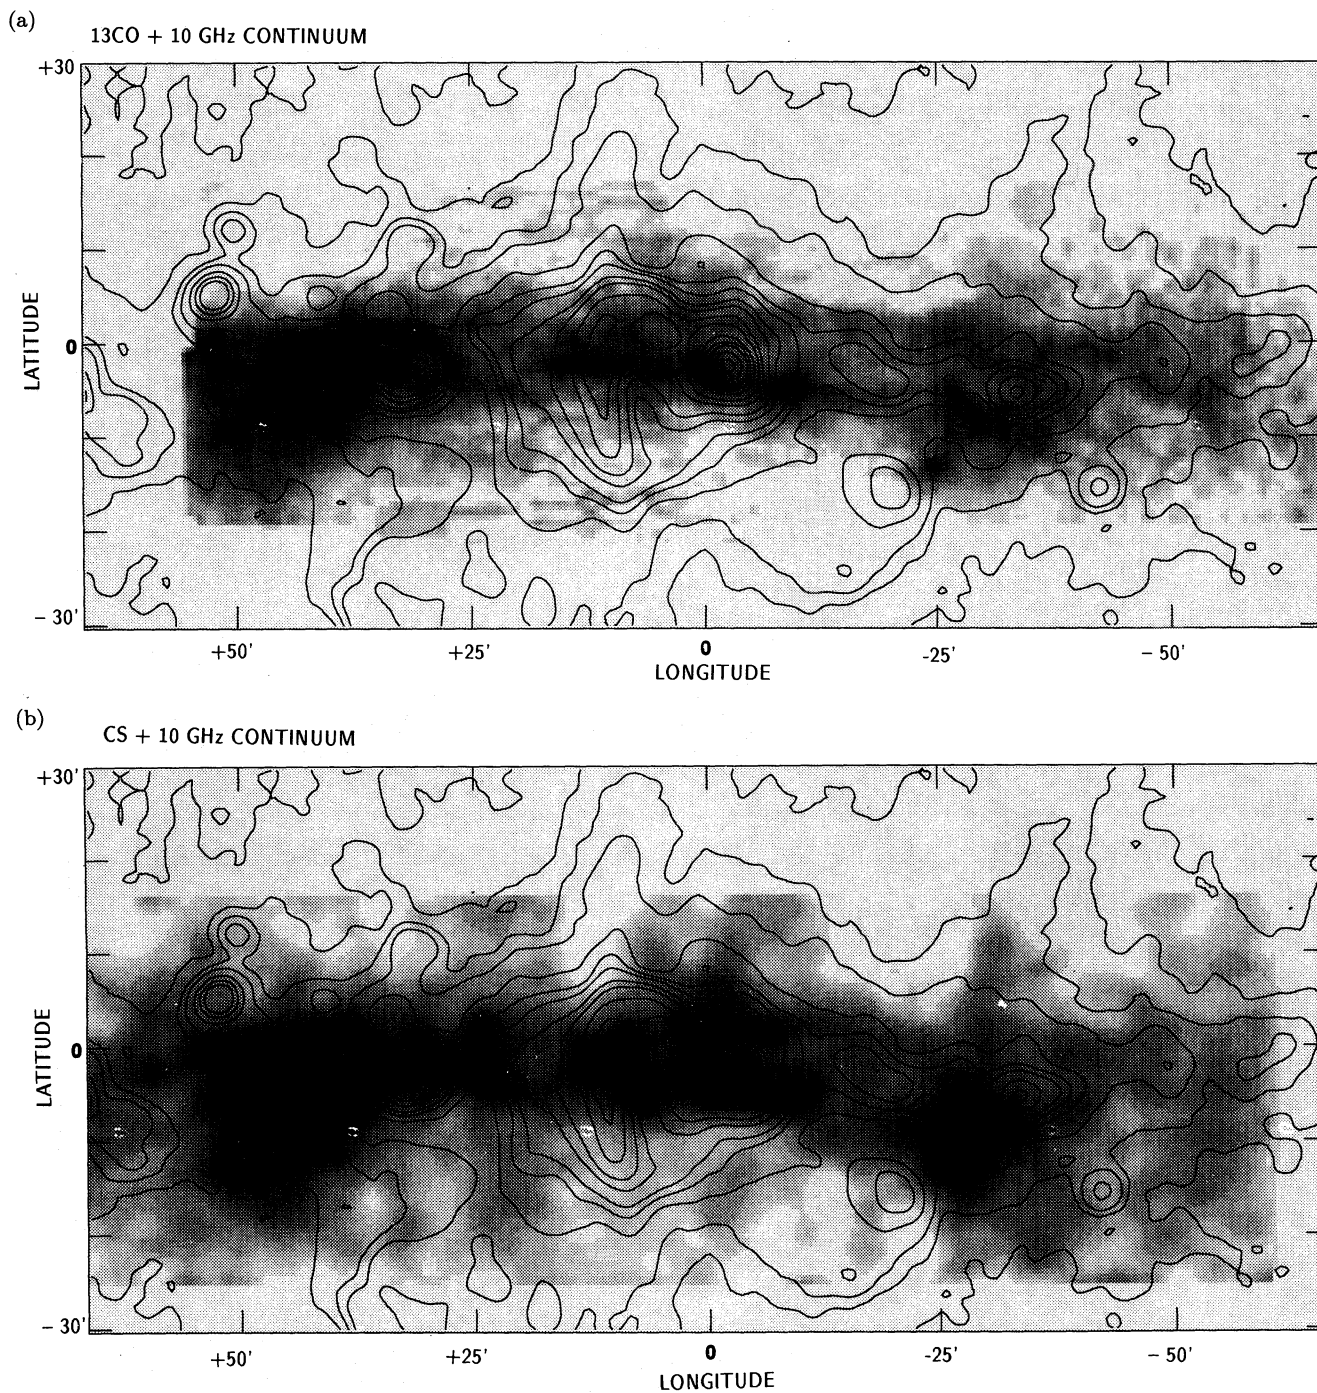 (a)
13CO + 10 GHz CONTINUUM
+30
LATITUDE
0
- 30'
+50'
+25'
0
-25'
- 50'
LONGITUDE
(b)
CS + 10 GHz CONTINUUM
+30'
LATITUDE
0
- 30'
+50'
+25'
0
-25'
- 50'
LONGITUDE